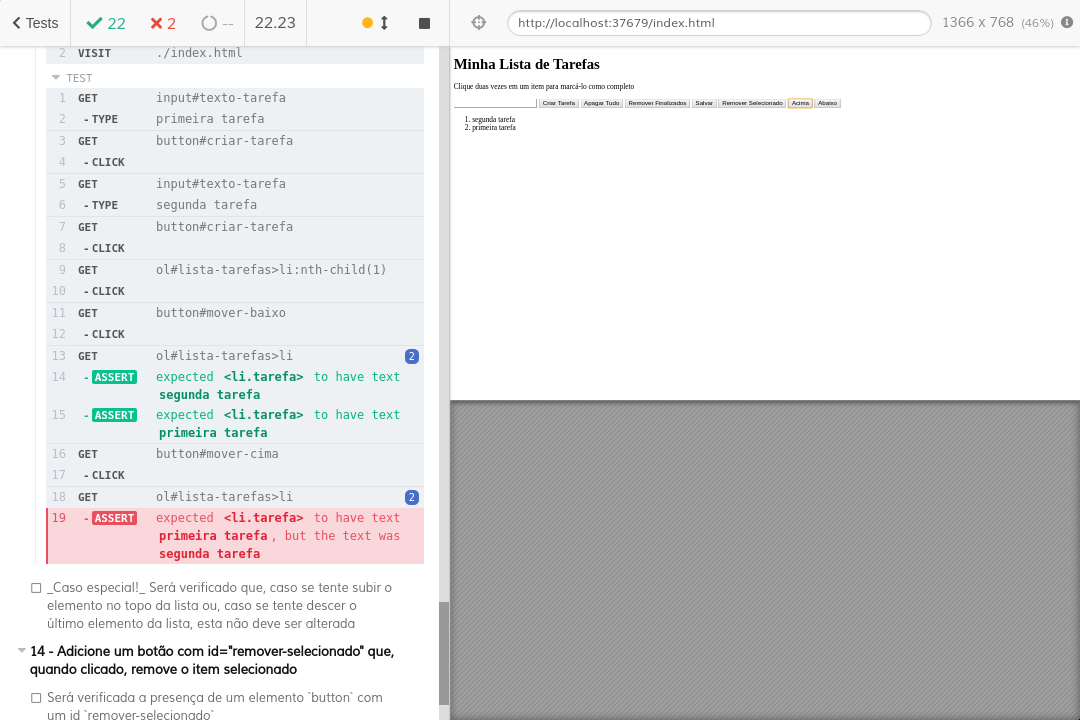 Tests
22
2
--
22.23
http://localhost:37679/index.html
1366 x 768 (46%)
2 VISIT ./index.html
TEST
1 GET input#texto-tarefa
2 -TYPE primeira tarefa
3 GET button#criar-tarefa
4 -CLICK
5 GET input#texto-tarefa
6 -TYPE segunda tarefa
7 GET button#criar-tarefa
8 -CLICK
9 GET ol#lista-tarefas>li:nth-child(1)
10 -CLICK
11 GET button#mover-baixo
12 -CLICK
13 GET ol#lista-tarefas>li 2
14 -ASSERT expected <li.tarefa> to have text
segunda tarefa
15 -ASSERT expected <li.tarefa> to have text
primeira tarefa
16 GET button#mover-cima
17 -CLICK
18 GET ol#lista-tarefas>li 2
19 -ASSERT expected <li.tarefa> to have text
primeira tarefa, but the text was
segunda tarefa
_Caso especial!_ Será verificado que, caso se tente subir o
elemento no topo da lista ou, caso se tente descer o
último elemento da lista, esta não deve ser alterada
14 - Adicione um botão com id="remover-selecionado" que,
quando clicado, remove o item selecionado
Será verificada a presença de um elemento `button` com
um id `remover-selecionado`
Minha Lista de Tarefas
Clique duas vezes em um item para marcá-lo como completo
Criar Tarefa Apagar Tudo Remover Finalizados Salvar Remover Selecionado Acima Abaixo
1. segunda tarefa
2. primeira tarefa